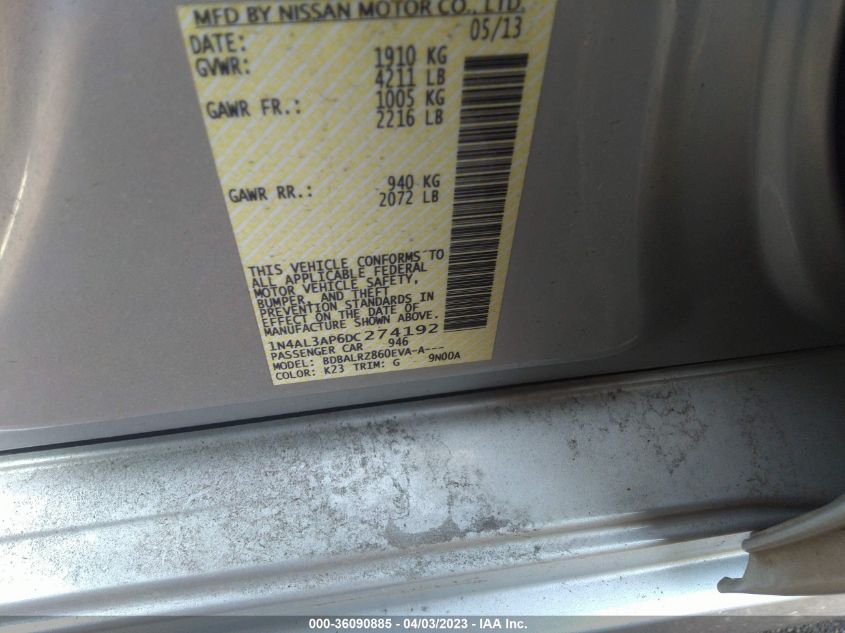 MFD BY NISSAN MOTOR CO., LTD.
DATE: 05/13
GVWR: 1910 KG
4211 LB
GAWR FR.: 1005 KG
2216 LB
GAWR RR.: 940 KG
2072 LB
THIS VEHICLE CONFORMS TO
ALL APPLICABLE FEDERAL
MOTOR VEHICLE SAFETY,
BUMPER, AND THEFT
PREVENTION STANDARDS IN
EFFECT ON THE DATE OF
MANUFACTURE SHOWN ABOVE.
1N4AL3AP6DC274192
PASSENGER CAR 946
MODEL: BDBALRZ860EVA-A---
COLOR: K23 TRIM: G 9N00A
000-36090885 - 04/03/2023 - IAA Inc.